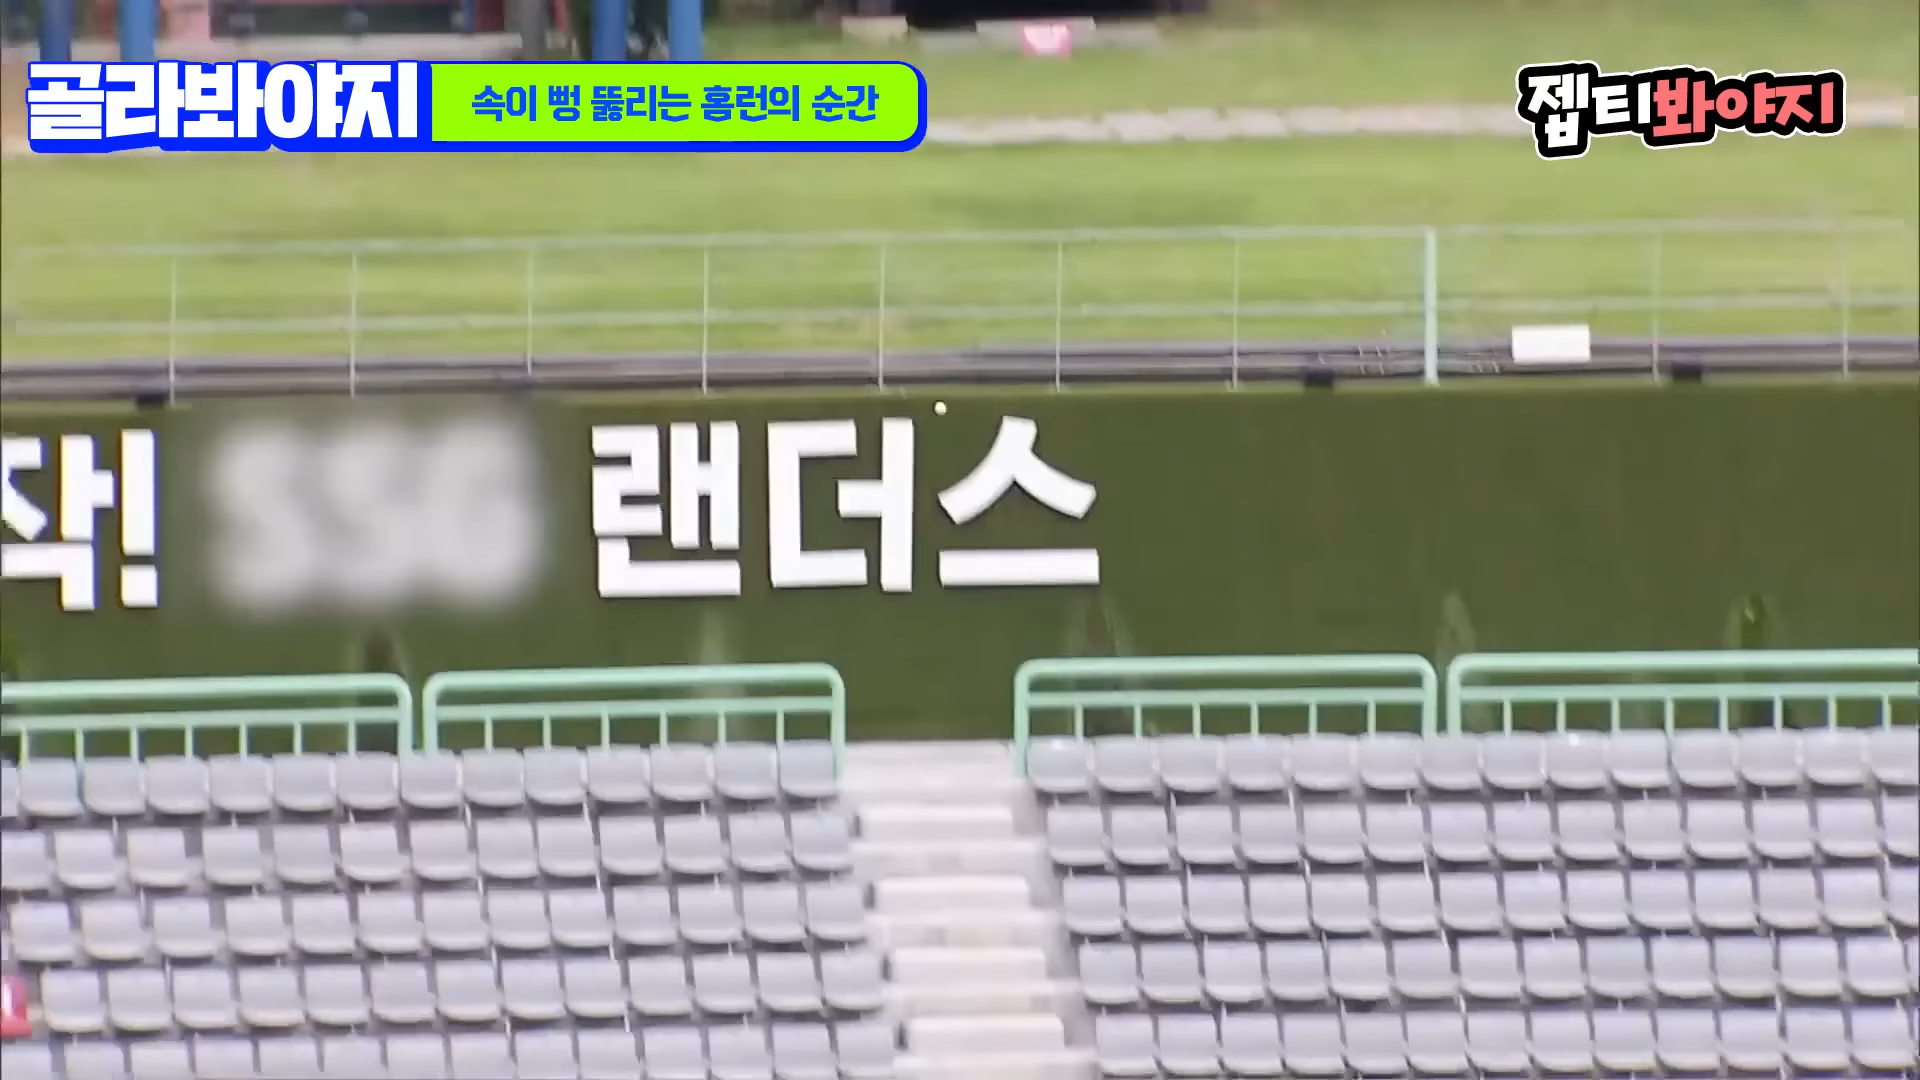 골라봐야지
속이 뻥 뚫리는 홈런의 순간
젭티봐야지
작! 랜더스